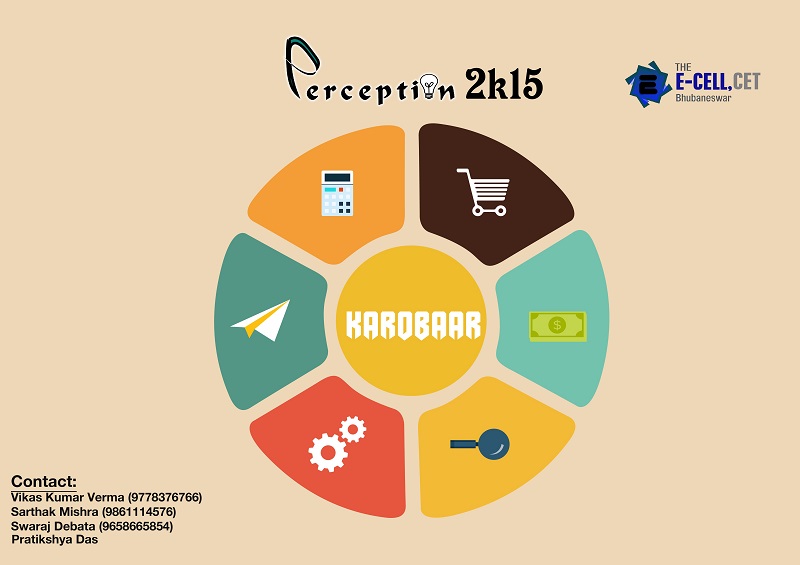 Perception 2k15
THE
E-CELL,CET
Bhubaneswar
KAROBAAR
$
Contact:
Vikas Kumar Verma (9778376766)
Sarthak Mishra (9861114576)
Swaraj Debata (9658665854)
Pratikshya Das